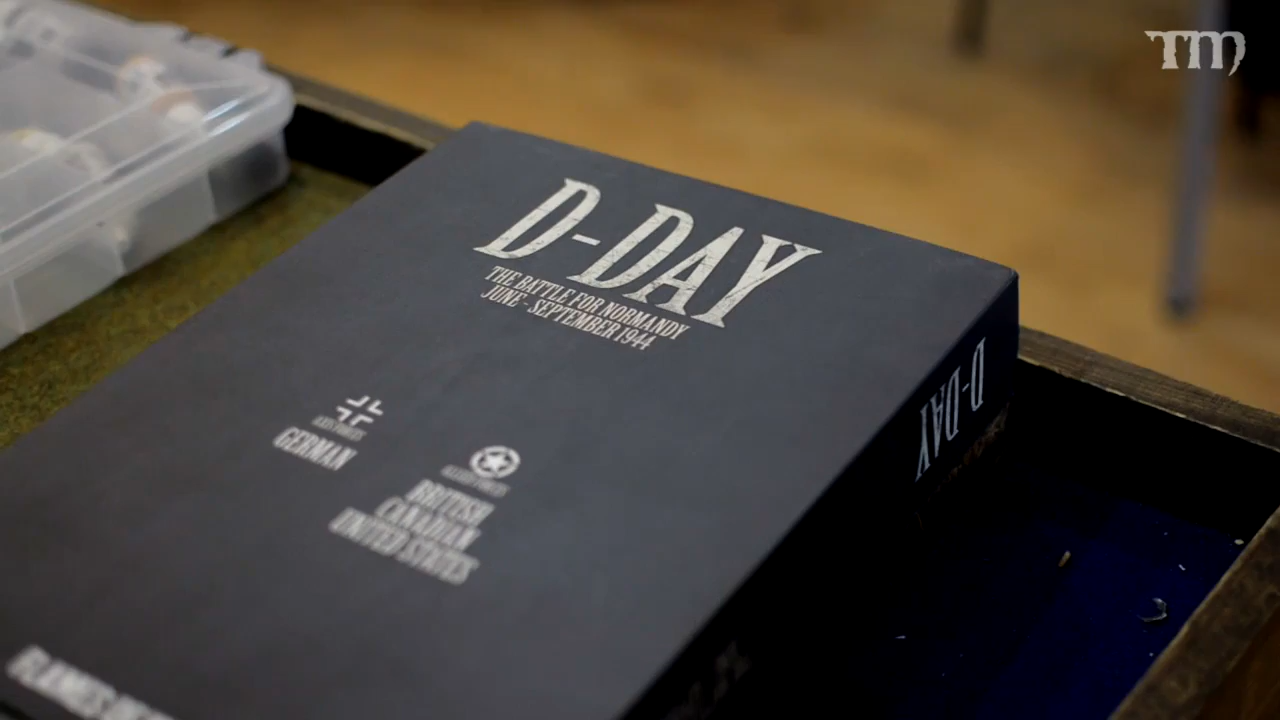 TM
D-DAY
THE BATTLE FOR NORMANDY
JUNE - SEPTEMBER 1944
D-DAY
GERMAN
BRITISH
CANADIAN
UNITED STATES